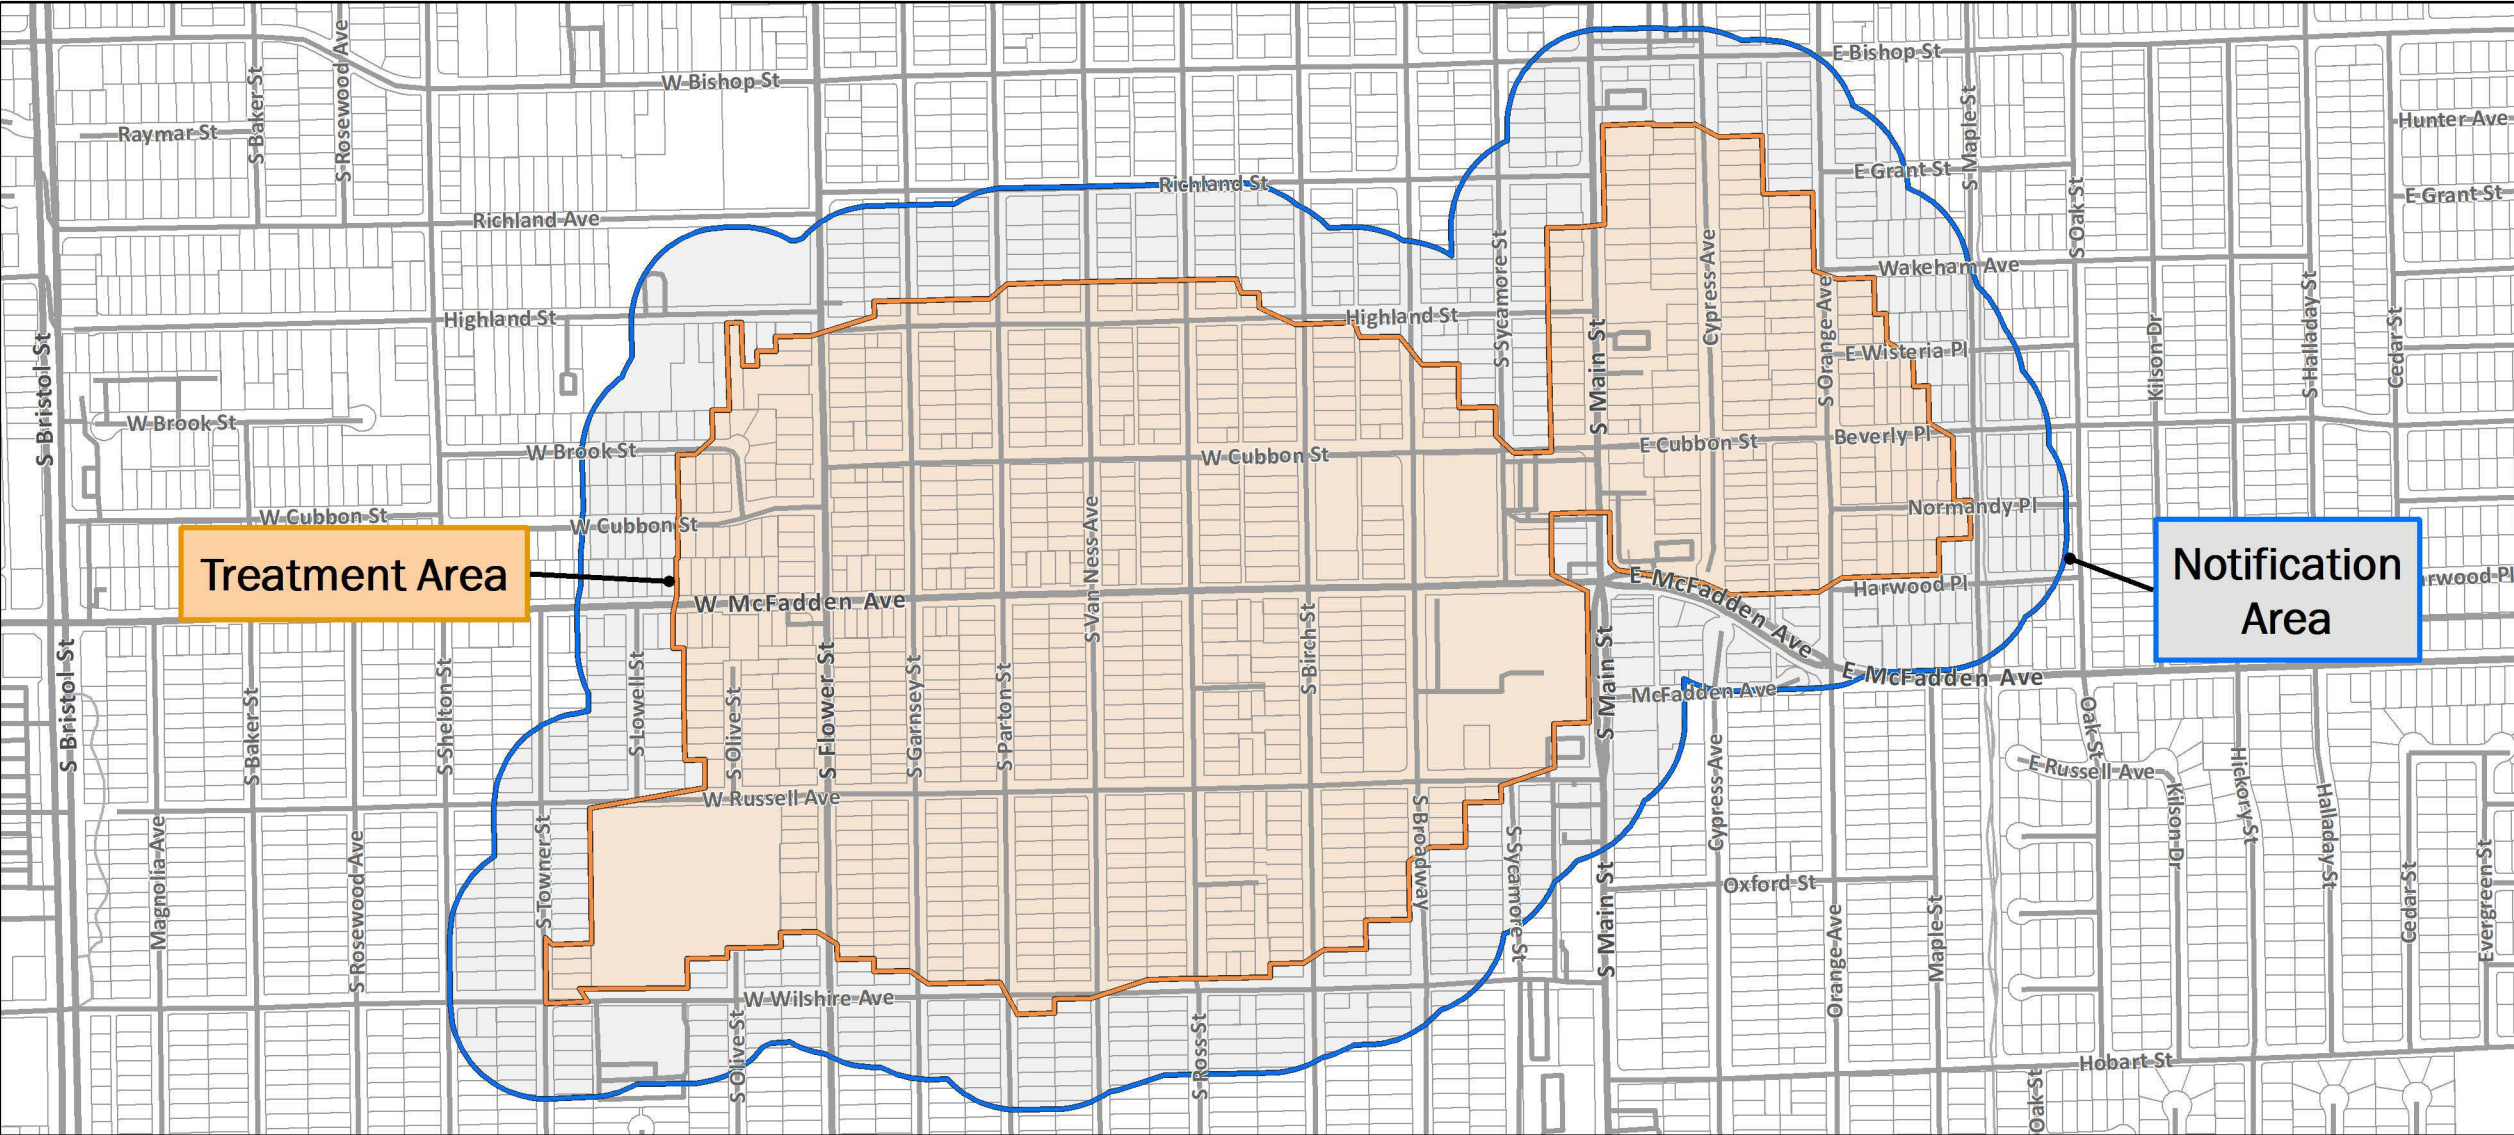 E Bishop St
W Bishop St
S Rosewood Ave
S Baker St
Raymar St
S Maple St
Hunter Ave
E Grant St
Richland St
E Grant St
Richland Ave
S Oak St
S Sycamore St
Cypress Ave
Wakeham Ave
S Orange Ave
Highland St
Highland St
S Main St
S Halladay St
Cedar St
Kilson Dr
E Wisteria Pl
S Bristol St
W Brook St
W Brook St
W Cubbon St
E Cubbon St
Beverly Pl
W Cubbon St
W Cubbon St
S Van Ness Ave
Normandy Pl
Treatment Area
Notification
Area
E McFadden Ave
Harwood Pl
rwood Pl
W McFadden Ave
S Birch St
S Bristol St
S Shelton St
S Lowell St
S Olive St
S Flower St
S Garnsey St
S Parton St
S Main St
McFadden Ave
E McFadden Ave
S Baker St
Oak St
E Russell Ave
Kilson Dr
Hickory St
Halladay St
W Russell Ave
Cypress Ave
S Broadway
S Sycamore St
Magnolia Ave
S Rosewood Ave
S Towner St
S Main St
Oxford St
Orange Ave
Maple St
Cedar St
Evergreen St
W Wilshire Ave
S Olive St
S Ross St
Hobart St
Oak St